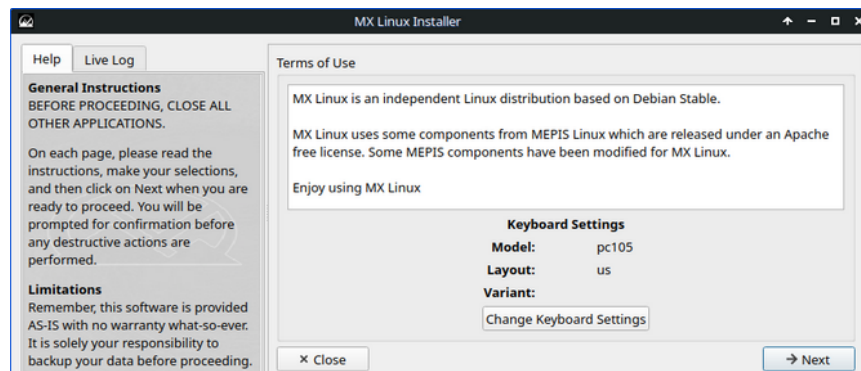 MX Linux Installer
Help
Live Log
General Instructions
BEFORE PROCEEDING, CLOSE ALL
OTHER APPLICATIONS.
On each page, please read the
instructions, make your selections,
and then click on Next when you are
ready to proceed. You will be
prompted for confirmation before
any destructive actions are
performed.
Limitations
Remember, this software is provided
AS-IS with no warranty what-so-ever.
It is solely your responsibility to
backup your data before proceeding.
Terms of Use
MX Linux is an independent Linux distribution based on Debian Stable.
MX Linux uses some components from MEPIS Linux which are released under an Apache
free license. Some MEPIS components have been modified for MX Linux.
Enjoy using MX Linux
Keyboard Settings
Model: pc105
Layout: us
Variant:
Change Keyboard Settings
Close
Next